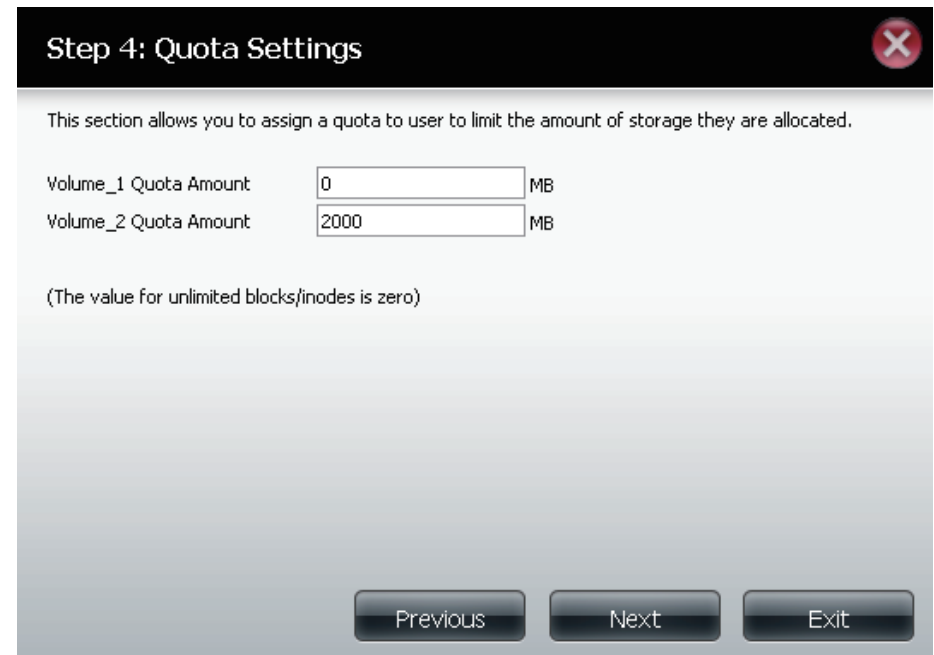 Step 4: Quota Settings
This section allows you to assign a quota to user to limit the amount of storage they are allocated.
Volume_1 Quota Amount 0 MB
Volume_2 Quota Amount 2000 MB
(The value for unlimited blocks/inodes is zero)
Previous Next Exit